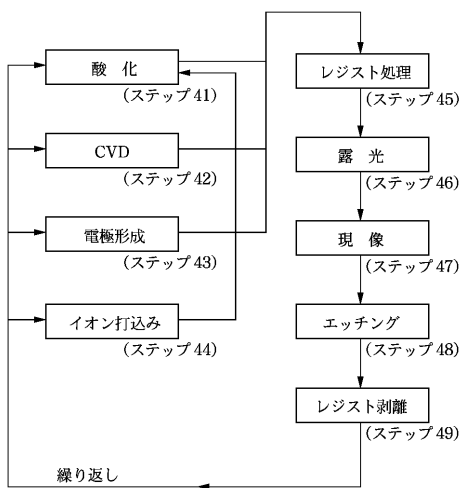 酸 化
(ステップ 41)
CVD
(ステップ 42)
電極形成
(ステップ 43)
イオン打込み
(ステップ 44)
レジスト処理
(ステップ 45)
露 光
(ステップ 46)
現 像
(ステップ 47)
エッチング
(ステップ 48)
レジスト剥離
(ステップ 49)
繰り返し